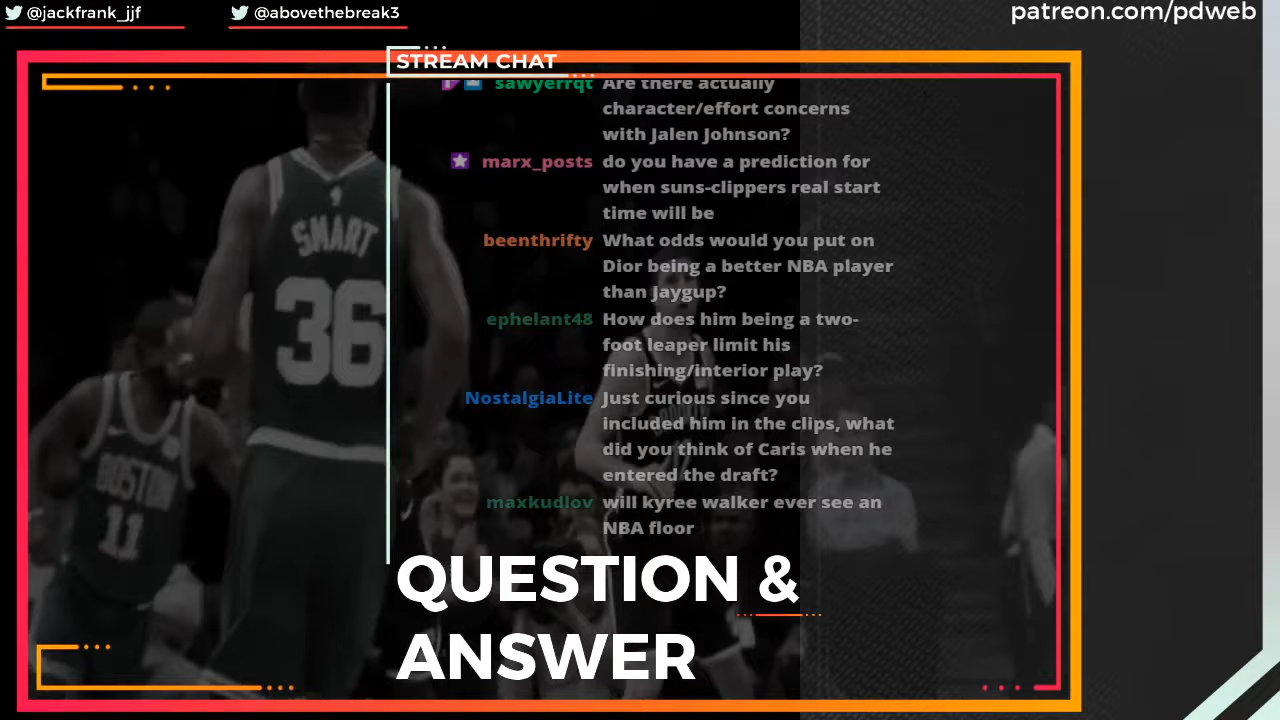 @jackfrank_jjf
@abovethebreak3
patreon.com/pdweb
STREAM CHAT
sawyerrqt Are there actually
character/effort concerns
with Jalen Johnson?
marx_posts do you have a prediction for
when suns-clippers real start
time will be
beenthrifty What odds would you put on
Dior being a better NBA player
than Jaygup?
ephelant48 How does him being a two-
foot leaper limit his
finishing/interior play?
NostalgiaLite Just curious since you
included him in the clips, what
did you think of Caris when he
entered the draft?
maxkudlov will kyree walker ever see an
NBA floor
SMART
36
BOSTON
11
QUESTION &
ANSWER